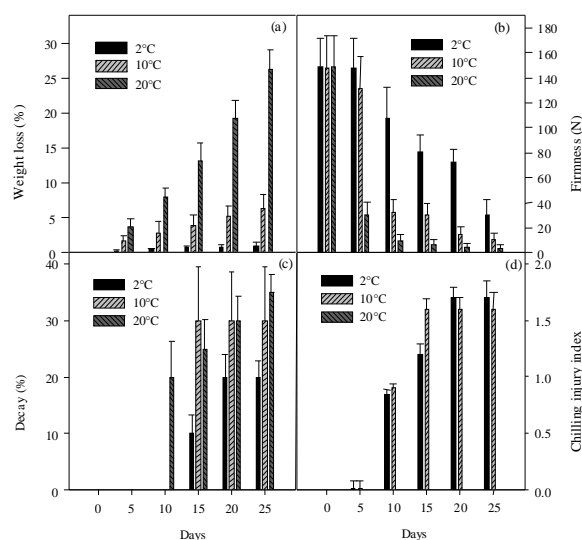 (a)
2°C
10°C
20°C
Weight loss (%)
30
25
20
15
10
5
0
(b)
2°C
10°C
20°C
180
160
140
120
100
80
60
40
20
0
Firmness (N)
(c)
2°C
10°C
20°C
Decay (%)
40
30
20
10
0
0 5 10 15 20 25
Days
(d)
2°C
10°C
20°C
2.0
1.5
1.0
0.5
0.0
Chilling injury index
0 5 10 15 20 25
Days